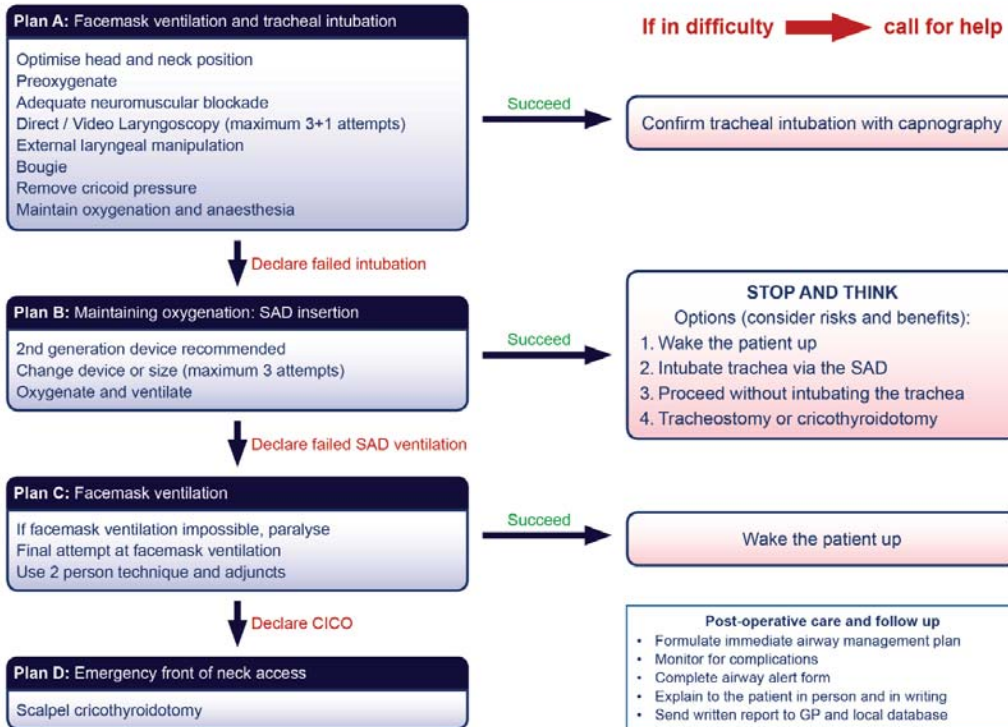 Plan A: Facemask ventilation and tracheal intubation
Optimise head and neck position
Preoxygenate
Adequate neuromuscular blockade
Direct / Video Laryngoscopy (maximum 3+1 attempts)
External laryngeal manipulation
Bougie
Remove cricoid pressure
Maintain oxygenation and anaesthesia
If in difficulty
call for help
Succeed
Confirm tracheal intubation with capnography
Declare failed intubation
Plan B: Maintaining oxygenation: SAD insertion
2nd generation device recommended
Change device or size (maximum 3 attempts)
Oxygenate and ventilate
Succeed
STOP AND THINK
Options (consider risks and benefits):
1. Wake the patient up
2. Intubate trachea via the SAD
3. Proceed without intubating the trachea
4. Tracheostomy or cricothyroidotomy
Declare failed SAD ventilation
Plan C: Facemask ventilation
If facemask ventilation impossible, paralyse
Final attempt at facemask ventilation
Use 2 person technique and adjuncts
Succeed
Wake the patient up
Declare CICO
Plan D: Emergency front of neck access
Scalpel cricothyroidotomy
Post-operative care and follow up
• Formulate immediate airway management plan
• Monitor for complications
• Complete airway alert form
• Explain to the patient in person and in writing
• Send written report to GP and local database